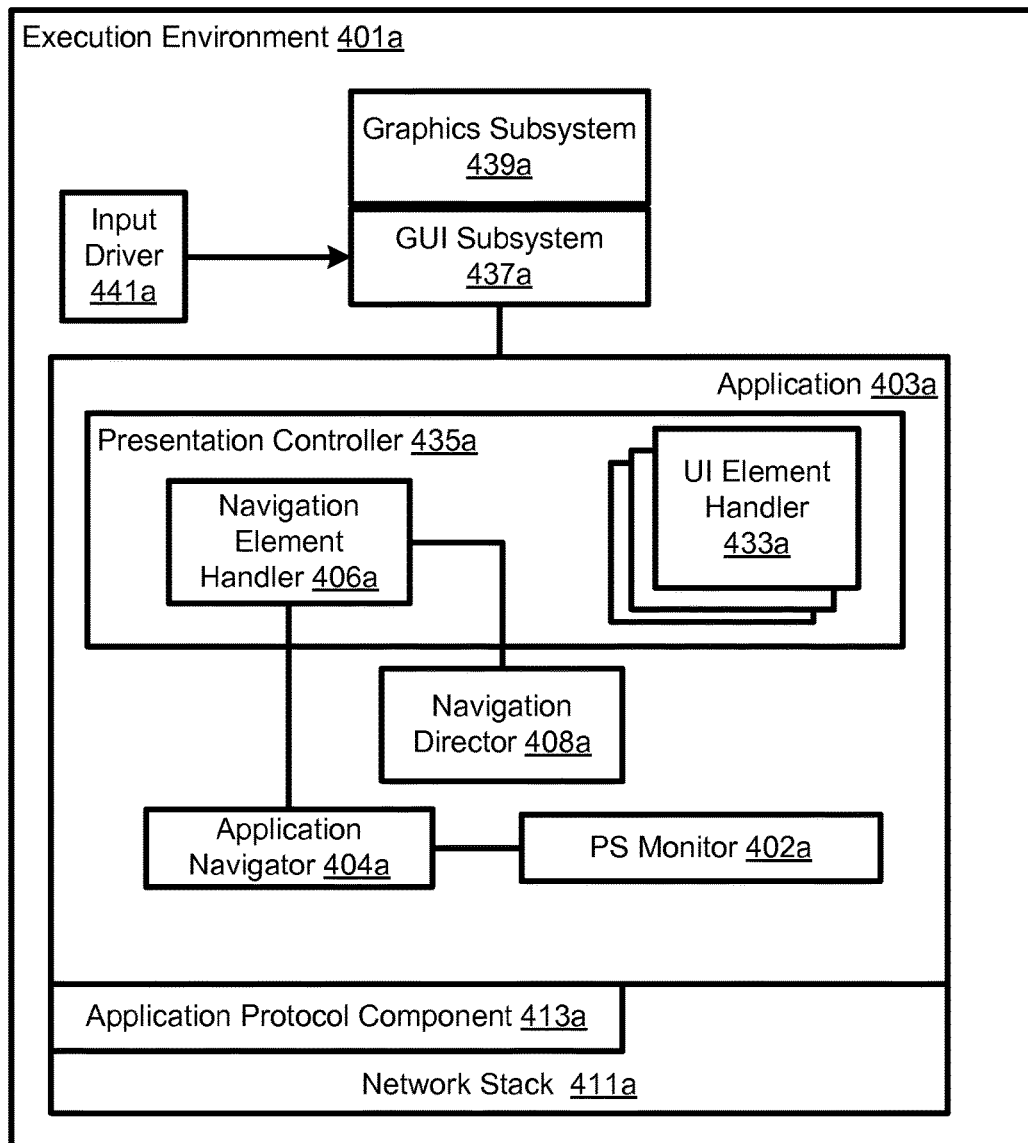 Execution Environment 401a
Graphics Subsystem
439a
Input
Driver
441a
GUI Subsystem
437a
Application 403a
Presentation Controller 435a
UI Element
Handler
433a
Navigation
Element
Handler 406a
Navigation
Director 408a
Application
Navigator 404a
PS Monitor 402a
Application Protocol Component 413a
Network Stack 411a